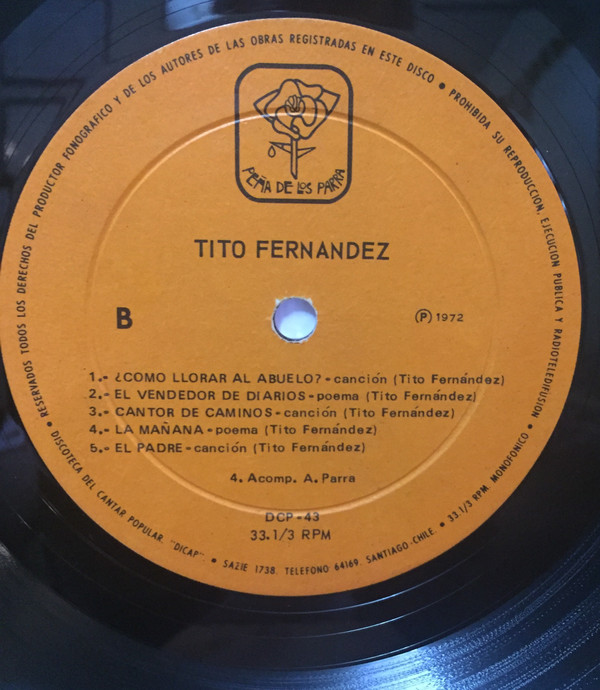 RESERVADOS TODOS LOS DERECHOS DEL PRODUCTOR FONOGRAFICO Y DE LOS AUTORES DE LAS OBRAS REGISTRADAS EN ESTE DISCO • PROHIBIDA SU REPRODUCCION, EJECUCION PUBLICA Y RADIOTELEDIFUSION •
PEÑA DE LOS PARRA
TITO FERNANDEZ
B
Ⓟ 1972
1.- ¿COMO LLORAR AL ABUELO? - canción (Tito Fernández)
2.- EL VENDEDOR DE DIARIOS - poema (Tito Fernández)
3.- CANTOR DE CAMINOS - canción (Tito Fernández)
4.- LA MAÑANA - poema (Tito Fernández)
5.- EL PADRE - canción (Tito Fernández)
4. Acomp. A. Parra
DCP - 43
33.1/3 RPM
• DISCOTECA DEL CANTAR POPULAR. "DICAP" • SAZIE 1738. TELEFONO 64169. SANTIAGO-CHILE. • 33.1/3 RPM. MONOFONICO •